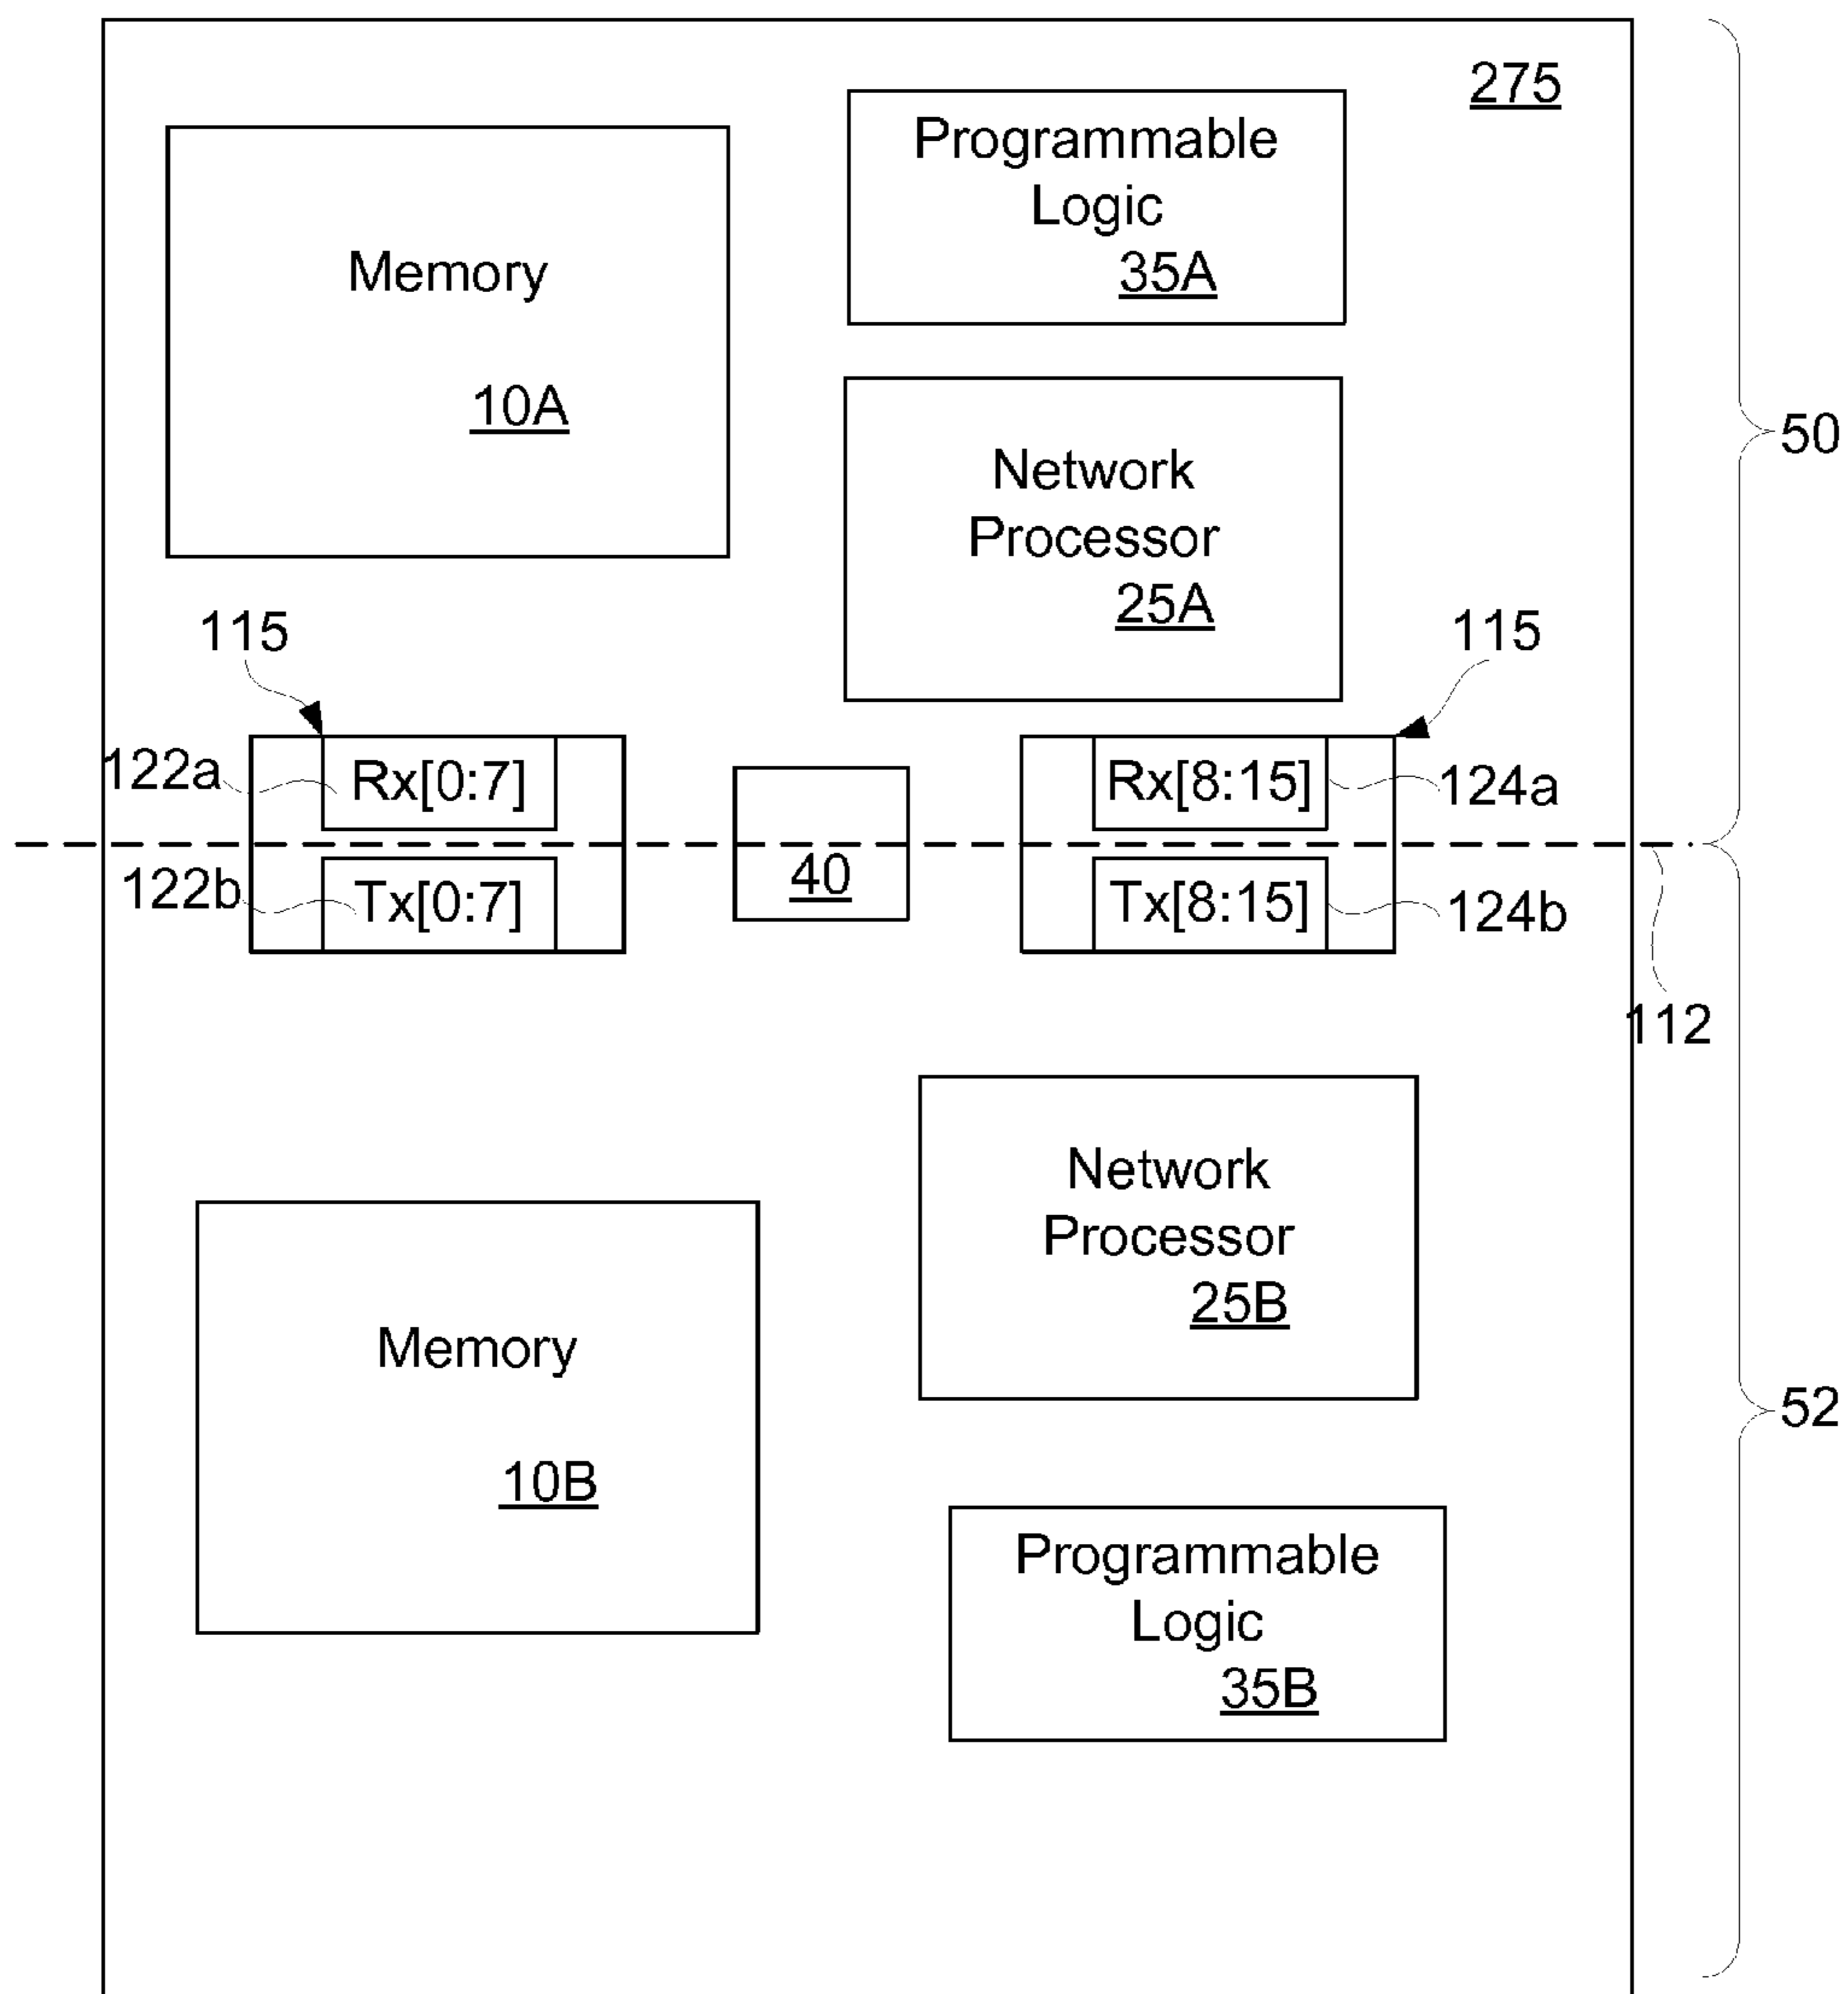 275
Programmable
Logic
35A
Memory
10A
50
Network
Processor
25A
115
115
122a
Rx[0:7]
Rx[8:15]
124a
40
122b
Tx[0:7]
Tx[8:15]
124b
112
Network
Processor
25B
Memory
10B
52
Programmable
Logic
35B